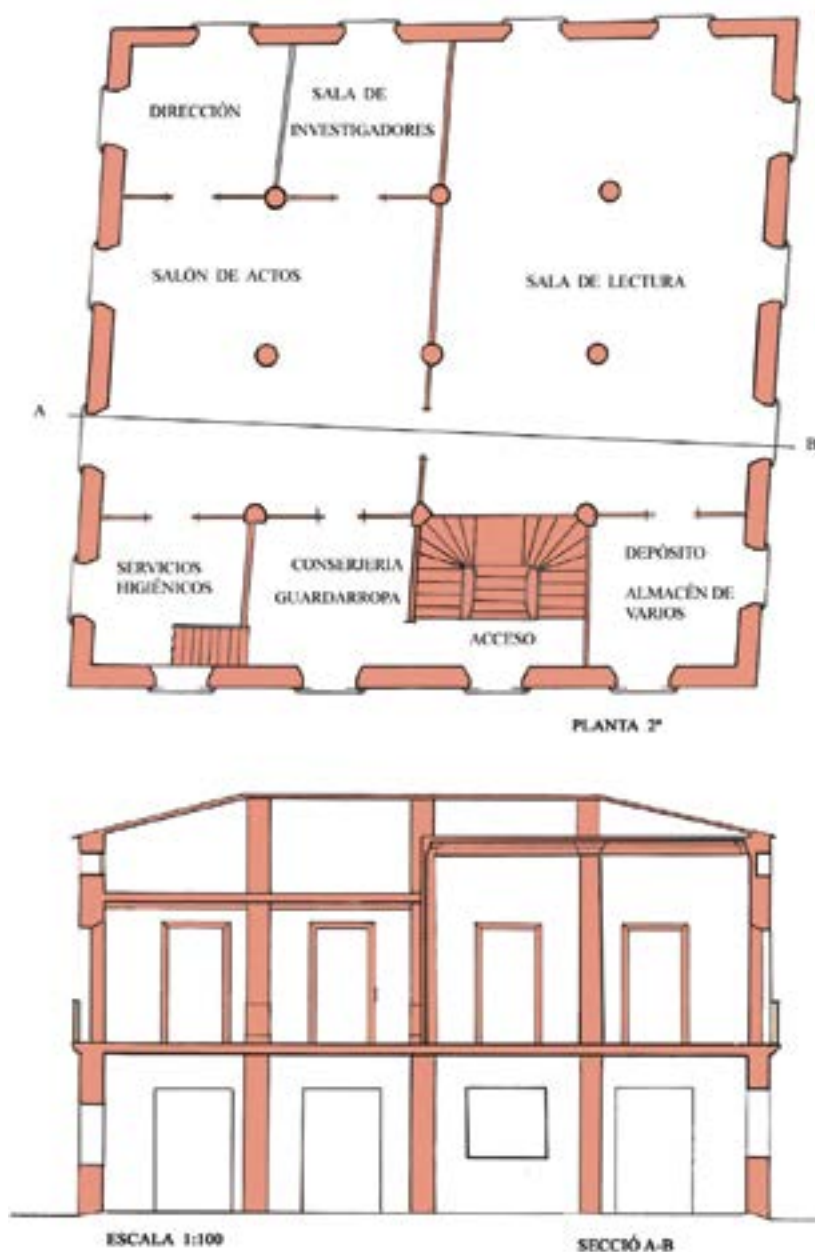 DIRECCIÓN
SALA DE
INVESTIGADORES
SALÓN DE ACTOS
SALA DE LECTURA
A
B
SERVICIOS
HIGIÉNICOS
CONSERJERÍA
GUARDARROPA
ACCESO
DEPÓSITO
ALMACÉN DE
VARIOS
PLANTA 2ª
ESCALA 1:100
SECCIÓ A-B